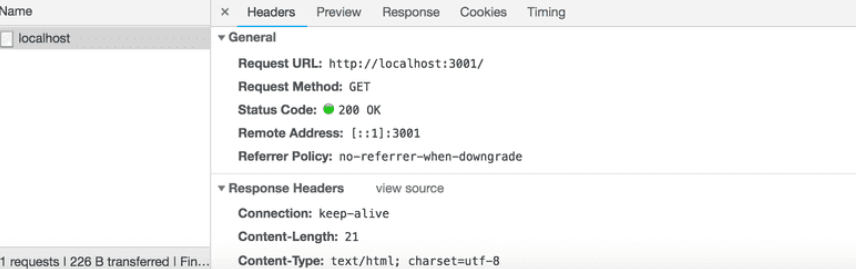 Name
× Headers Preview Response Cookies Timing
localhost
▼ General
Request URL: http://localhost:3001/
Request Method: GET
Status Code: 200 OK
Remote Address: [::1]:3001
Referrer Policy: no-referrer-when-downgrade
▼ Response Headers view source
Connection: keep-alive
Content-Length: 21
Content-Type: text/html; charset=utf-8
1 requests | 226 B transferred | Fin...